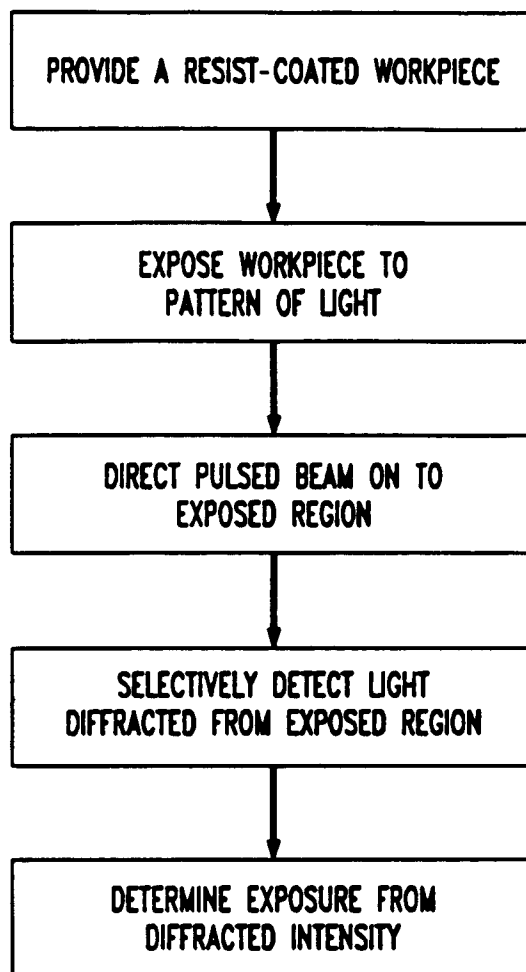 PROVIDE A RESIST-COATED WORKPIECE
EXPOSE WORKPIECE TO
PATTERN OF LIGHT
DIRECT PULSED BEAM ON TO
EXPOSED REGION
SELECTIVELY DETECT LIGHT
DIFFRACTED FROM EXPOSED REGION
DETERMINE EXPOSURE FROM
DIFFRACTED INTENSITY